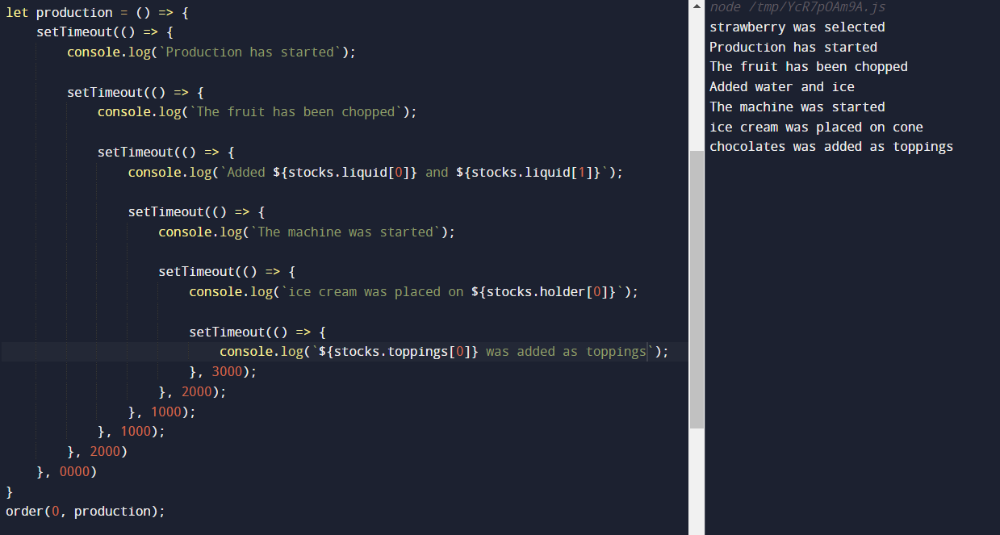 let production = () => {
    setTimeout(() => {
        console.log(`Production has started`);
        setTimeout(() => {
            console.log(`The fruit has been chopped`);
            setTimeout(() => {
                console.log(`Added ${stocks.liquid[0]} and ${stocks.liquid[1]}`);
                setTimeout(() => {
                    console.log(`The machine was started`);
                    setTimeout(() => {
                        console.log(`ice cream was placed on ${stocks.holder[0]}`);
                        setTimeout(() => {
                            console.log(`${stocks.toppings[0]} was added as toppings`);
                        }, 3000);
                    }, 2000);
                }, 1000);
            }, 1000);
        }, 2000)
    }, 0000)
}
order(0, production);
node /tmp/YcR7pOAm9A.js
strawberry was selected
Production has started
The fruit has been chopped
Added water and ice
The machine was started
ice cream was placed on cone
chocolates was added as toppings